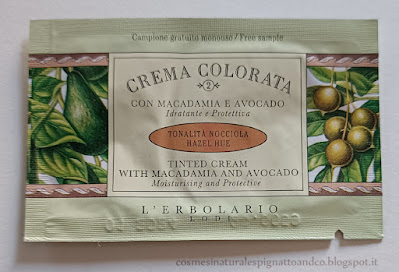 Campione gratuito monouso / Free sample
CREMA COLORATA
2
CON MACADAMIA E AVOCADO
Idratante e Protettiva
TONALITÀ NOCCIOLA
HAZEL HUE
TINTED CREAM
WITH MACADAMIA AND AVOCADO
Moisturising and Protective
L'ERBOLARIO
LODI
cosmesinaturalespignattoandco.blogspot.it